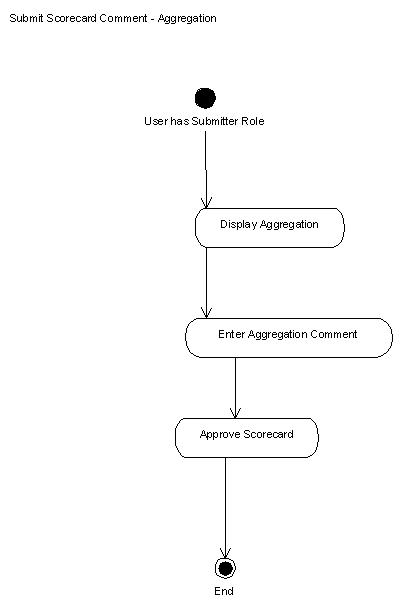 Submit Scorecard Comment - Aggregation
User has Submitter Role
Display Aggregation
Enter Aggregation Comment
Approve Scorecard
End